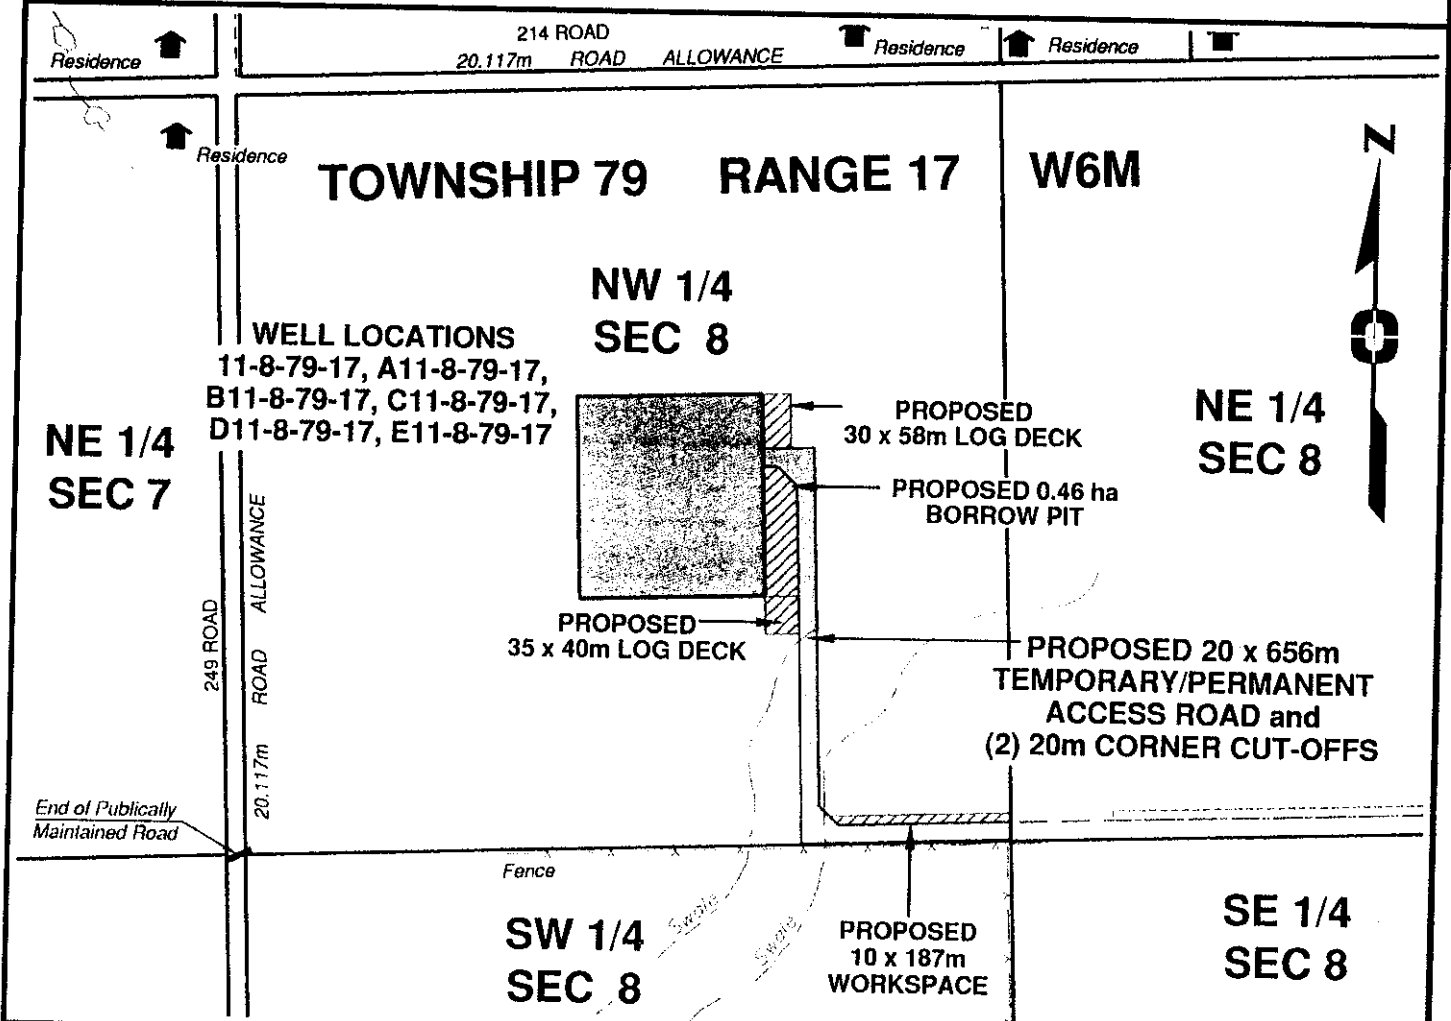 214 ROAD
20.117m ROAD ALLOWANCE
Residence
Residence
Residence
Residence
TOWNSHIP 79 RANGE 17 W6M
N
NW 1/4
SEC 8
WELL LOCATIONS
11-8-79-17, A11-8-79-17,
B11-8-79-17, C11-8-79-17,
D11-8-79-17, E11-8-79-17
NE 1/4
SEC 7
NE 1/4
SEC 8
PROPOSED
30 x 58m LOG DECK
PROPOSED 0.46 ha
BORROW PIT
PROPOSED
35 x 40m LOG DECK
PROPOSED 20 x 656m
TEMPORARY/PERMANENT
ACCESS ROAD and
(2) 20m CORNER CUT-OFFS
249 ROAD
20.117m ROAD ALLOWANCE
End of Publically
Maintained Road
Fence
Swale
Swale
SW 1/4
SEC 8
PROPOSED
10 x 187m
WORKSPACE
SE 1/4
SEC 8